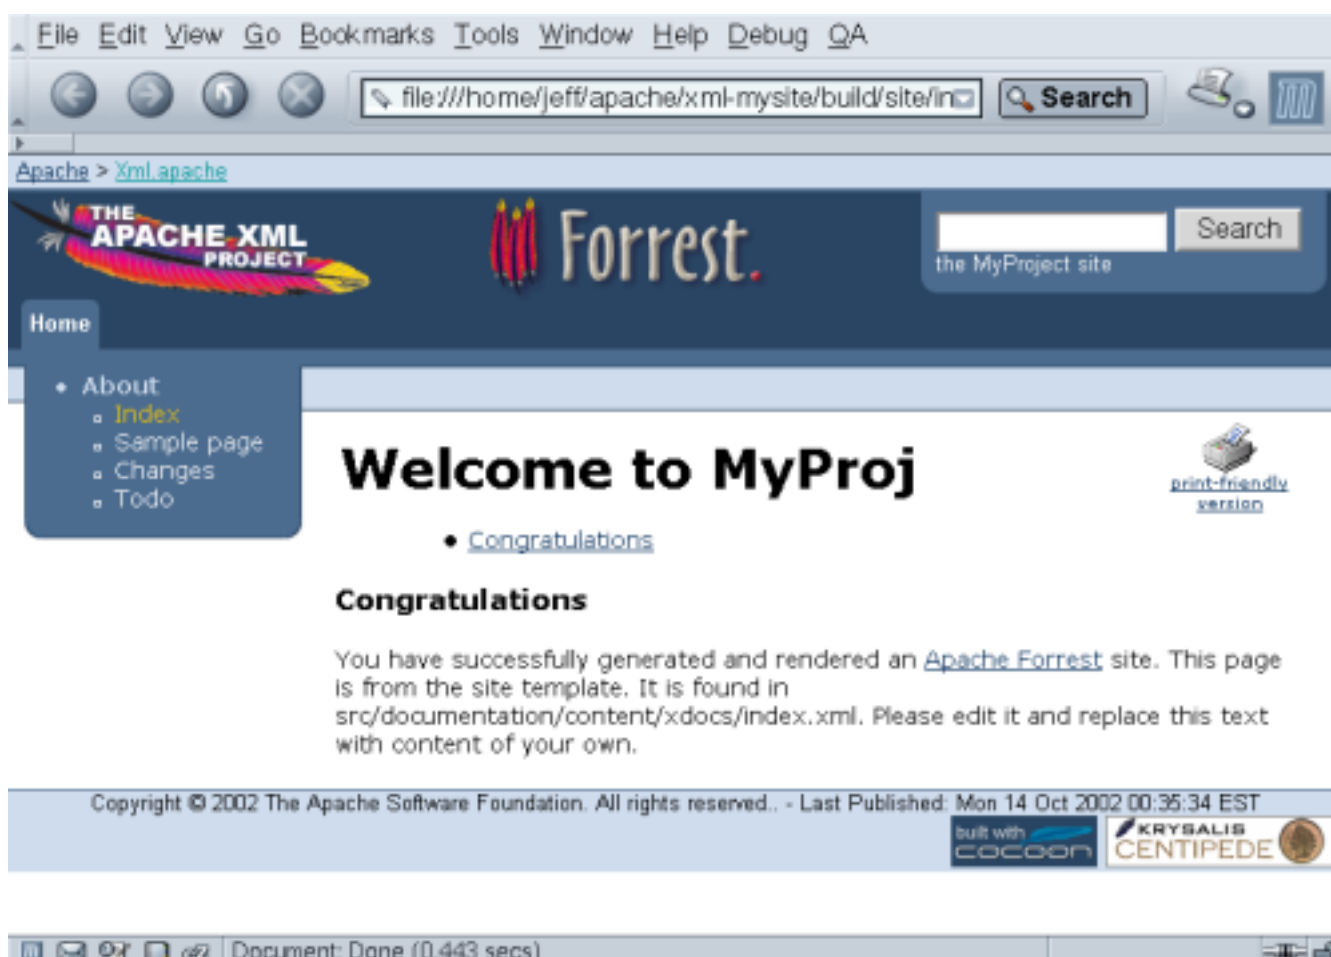 File Edit View Go Bookmarks Tools Window Help Debug QA
file:///home/jeff/apache/xml-mysite/build/site/in
Search
Apache > Xml.apache
THE
APACHE XML
PROJECT
Forrest.
Search
the MyProject site
Home
About
Index
Sample page
Changes
Todo
Welcome to MyProj
print-friendly
version
Congratulations
Congratulations
You have successfully generated and rendered an Apache Forrest site. This page
is from the site template. It is found in
src/documentation/content/xdocs/index.xml. Please edit it and replace this text
with content of your own.
Copyright © 2002 The Apache Software Foundation. All rights reserved.. - Last Published: Mon 14 Oct 2002 00:35:34 EST
built with
cocoon
KRYSALIS
CENTIPEDE
Document: Done (0.443 secs)